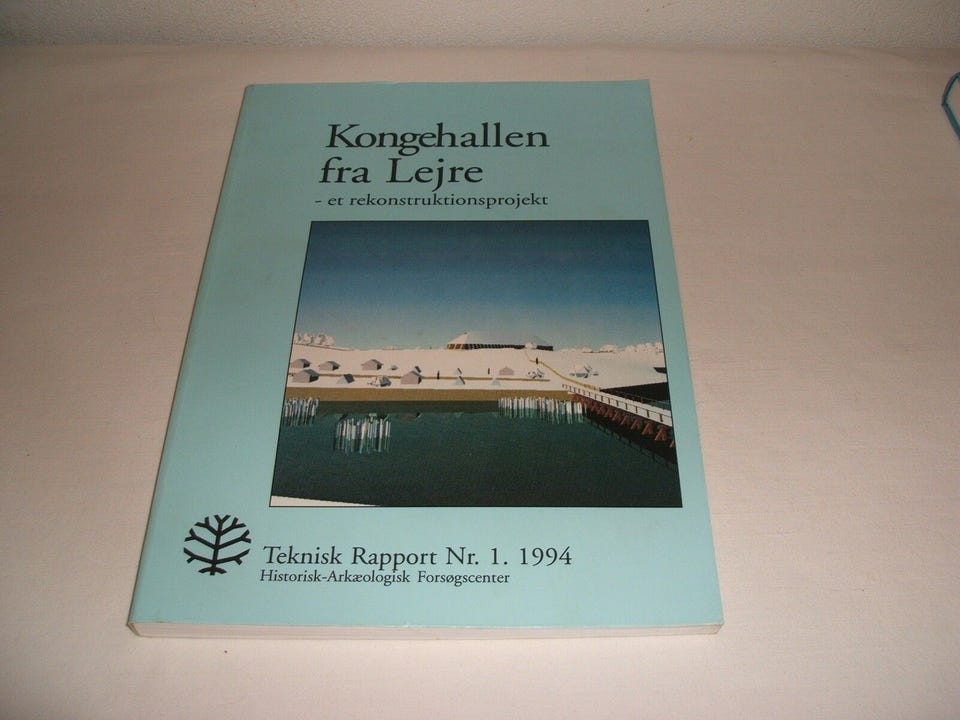 Kongehallen
fra Lejre
- et rekonstruktionsprojekt
Teknisk Rapport Nr. 1. 1994
Historisk-Arkæologisk Forsøgscenter